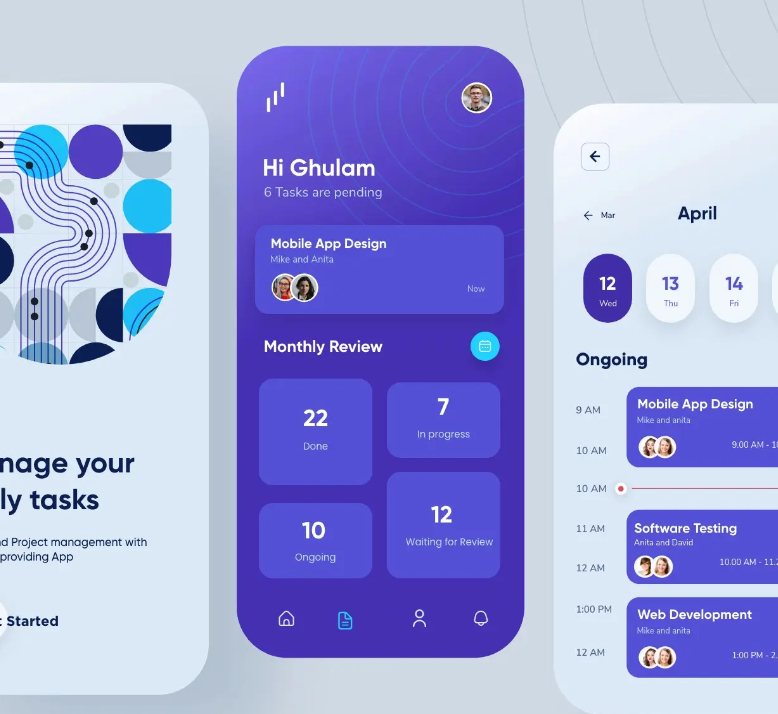 nage your
ly tasks
d Project management with
providing App
t Started
Hi Ghulam
6 Tasks are pending
Mobile App Design
Mike and Anita
Now
Monthly Review
22
Done
7
In progress
10
Ongoing
12
Waiting for Review
Mar
April
12
Wed
13
Thu
14
Fri
Ongoing
9 AM
Mobile App Design
Mike and anita
9.00 AM - 10
10 AM
10 AM
11 AM
Software Testing
Anita and David
10.00 AM - 11.2
12 AM
1:00 PM
Web Development
Mike and anita
1:00 PM - 2.
12 AM